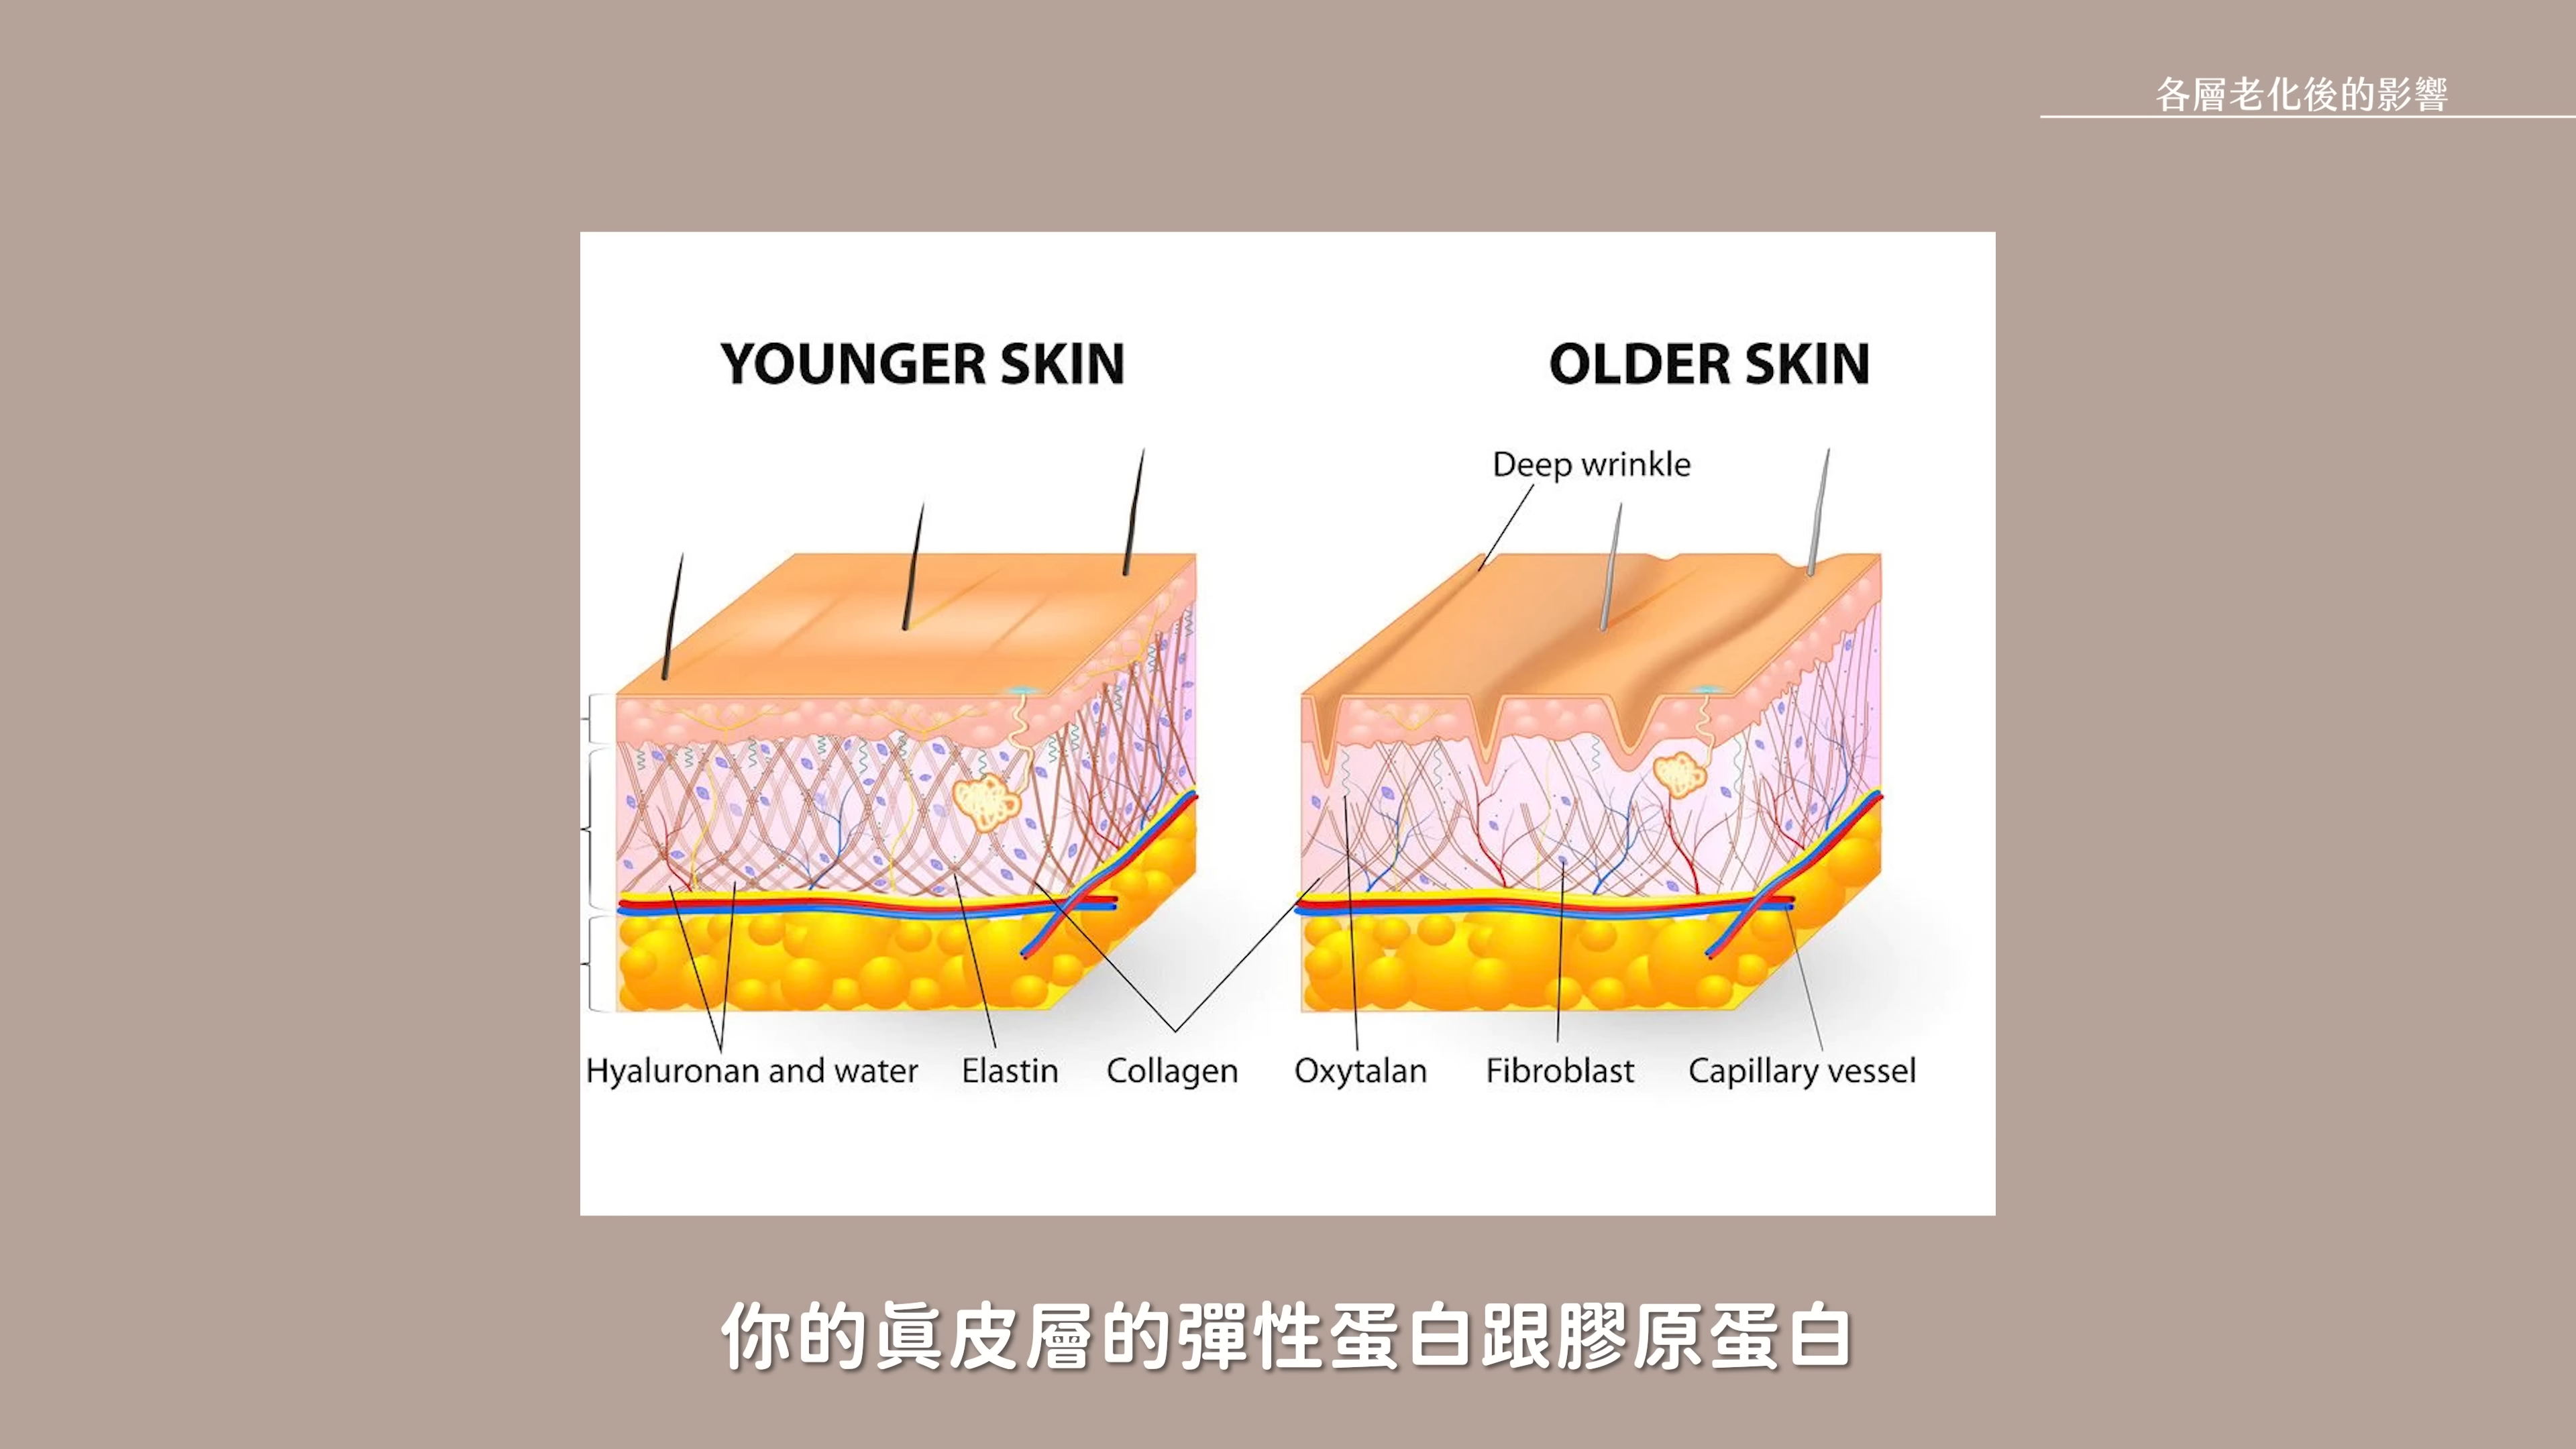 各層老化後的影響
YOUNGER SKIN
OLDER SKIN
Deep wrinkle
Hyaluronan and water
Elastin
Collagen
Oxytalan
Fibroblast
Capillary vessel
你的真皮層的彈性蛋白跟膠原蛋白